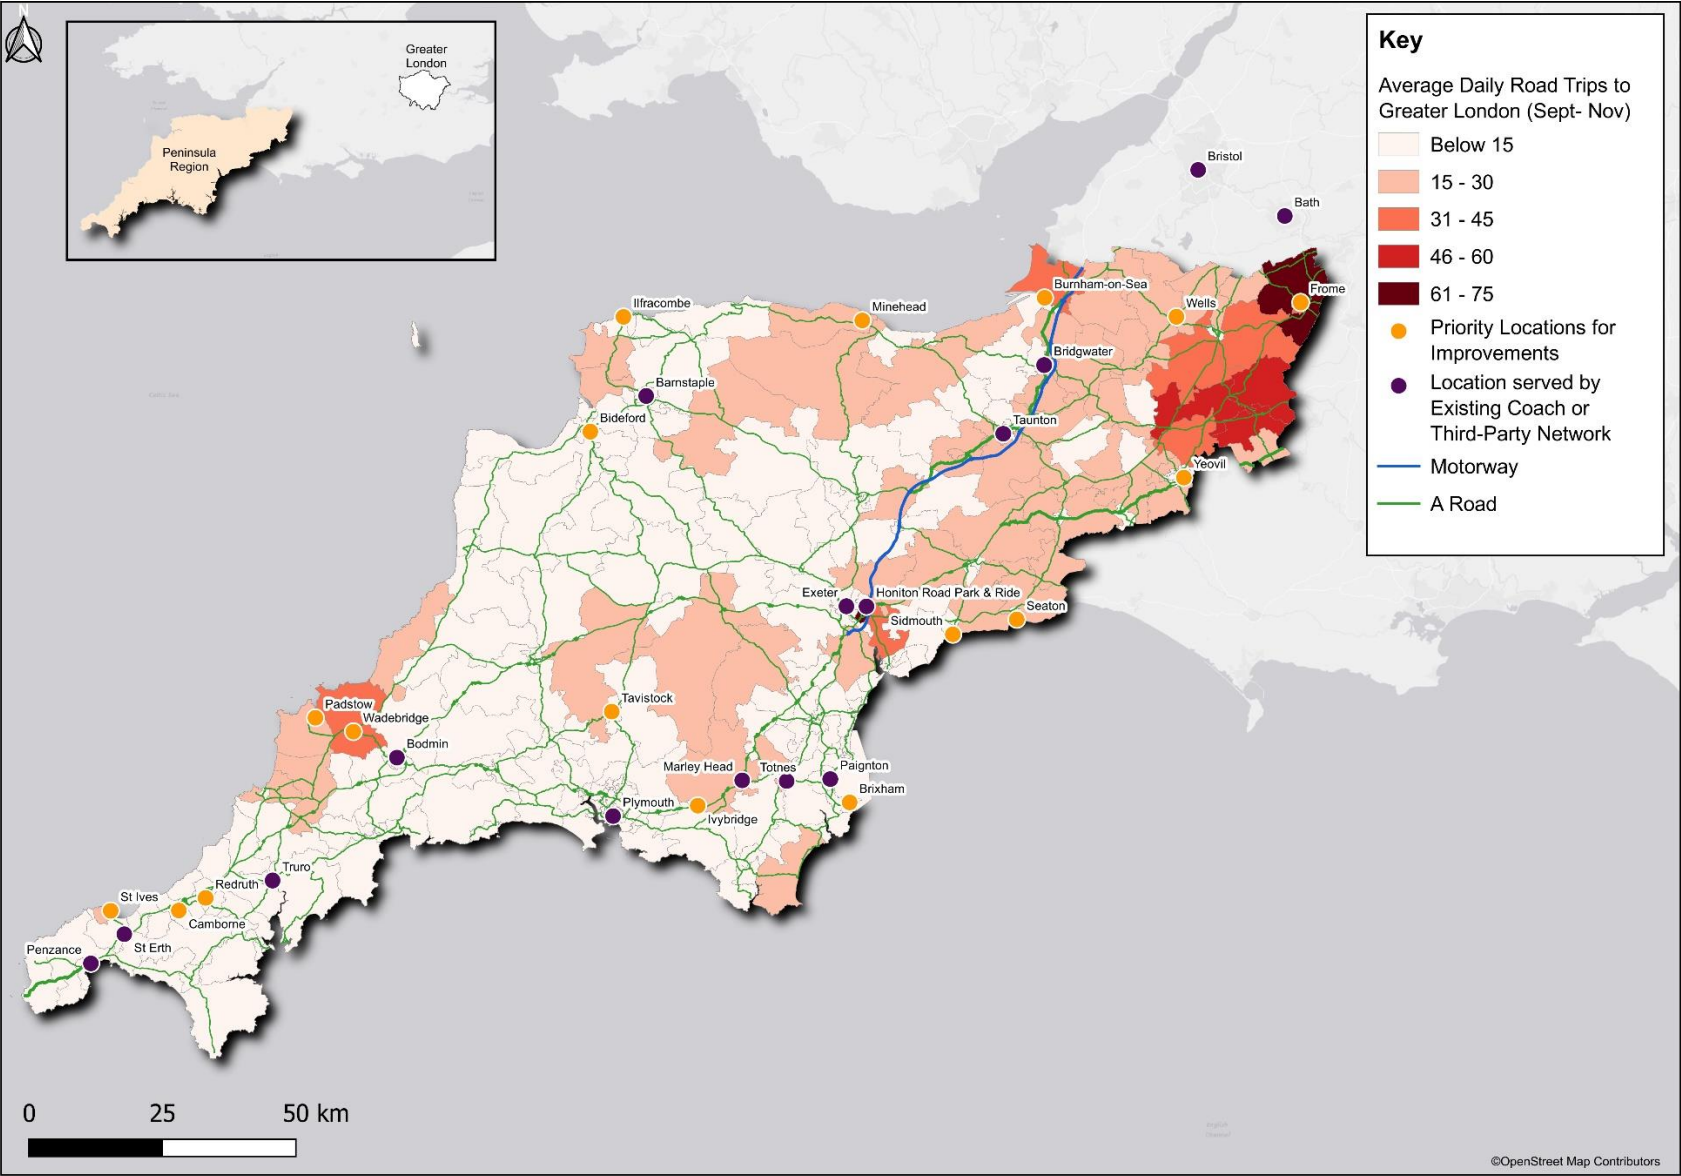 N
Greater
London
Peninsula
Region
Key
Average Daily Road Trips to
Greater London (Sept- Nov)
Below 15
15 - 30
31 - 45
46 - 60
61 - 75
Priority Locations for
Improvements
Location served by
Existing Coach or
Third-Party Network
Motorway
A Road
Bristol
Bath
Burnham-on-Sea
Frome
Ilfracombe
Minehead
Wells
Bridgwater
Barnstaple
Bideford
Taunton
Yeovil
Exeter
Honiton Road Park & Ride
Seaton
Sidmouth
Tavistock
Padstow
Wadebridge
Bodmin
Marley Head
Totnes
Paignton
Brixham
Plymouth
Ivybridge
Truro
Redruth
St Ives
Camborne
St Erth
Penzance
0 25 50 km
©OpenStreet Map Contributors